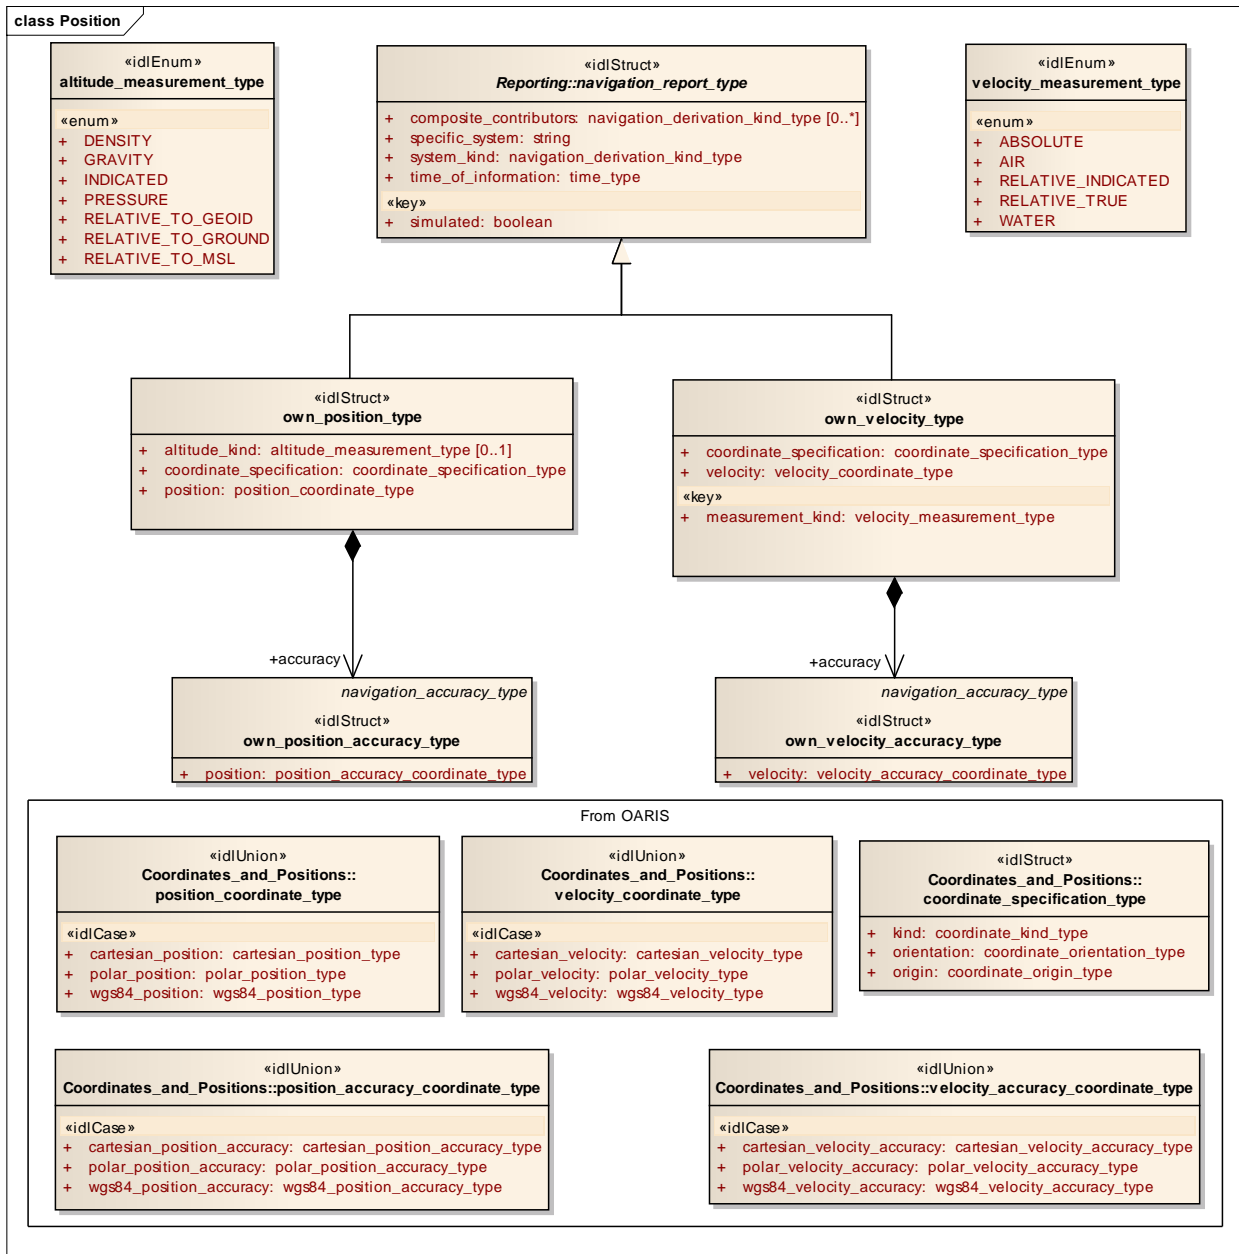 class Position
«idlEnum»
altitude_measurement_type
«enum»
+ DENSITY
+ GRAVITY
+ INDICATED
+ PRESSURE
+ RELATIVE_TO_GEOID
+ RELATIVE_TO_GROUND
+ RELATIVE_TO_MSL
«idlStruct»
Reporting::navigation_report_type
+ composite_contributors: navigation_derivation_kind_type [0..*]
+ specific_system: string
+ system_kind: navigation_derivation_kind_type
+ time_of_information: time_type
«key»
+ simulated: boolean
«idlEnum»
velocity_measurement_type
«enum»
+ ABSOLUTE
+ AIR
+ RELATIVE_INDICATED
+ RELATIVE_TRUE
+ WATER
«idlStruct»
own_position_type
+ altitude_kind: altitude_measurement_type [0..1]
+ coordinate_specification: coordinate_specification_type
+ position: position_coordinate_type
«idlStruct»
own_velocity_type
+ coordinate_specification: coordinate_specification_type
+ velocity: velocity_coordinate_type
«key»
+ measurement_kind: velocity_measurement_type
+accuracy
+accuracy
navigation_accuracy_type
«idlStruct»
own_position_accuracy_type
+ position: position_accuracy_coordinate_type
navigation_accuracy_type
«idlStruct»
own_velocity_accuracy_type
+ velocity: velocity_accuracy_coordinate_type
From OARIS
«idlUnion»
Coordinates_and_Positions::
position_coordinate_type
«idlCase»
+ cartesian_position: cartesian_position_type
+ polar_position: polar_position_type
+ wgs84_position: wgs84_position_type
«idlUnion»
Coordinates_and_Positions::
velocity_coordinate_type
«idlCase»
+ cartesian_velocity: cartesian_velocity_type
+ polar_velocity: polar_velocity_type
+ wgs84_velocity: wgs84_velocity_type
«idlStruct»
Coordinates_and_Positions::
coordinate_specification_type
+ kind: coordinate_kind_type
+ orientation: coordinate_orientation_type
+ origin: coordinate_origin_type
«idlUnion»
Coordinates_and_Positions::position_accuracy_coordinate_type
«idlCase»
+ cartesian_position_accuracy: cartesian_position_accuracy_type
+ polar_position_accuracy: polar_position_accuracy_type
+ wgs84_position_accuracy: wgs84_position_accuracy_type
«idlUnion»
Coordinates_and_Positions::velocity_accuracy_coordinate_type
«idlCase»
+ cartesian_velocity_accuracy: cartesian_velocity_accuracy_type
+ polar_velocity_accuracy: polar_velocity_accuracy_type
+ wgs84_velocity_accuracy: wgs84_velocity_accuracy_type